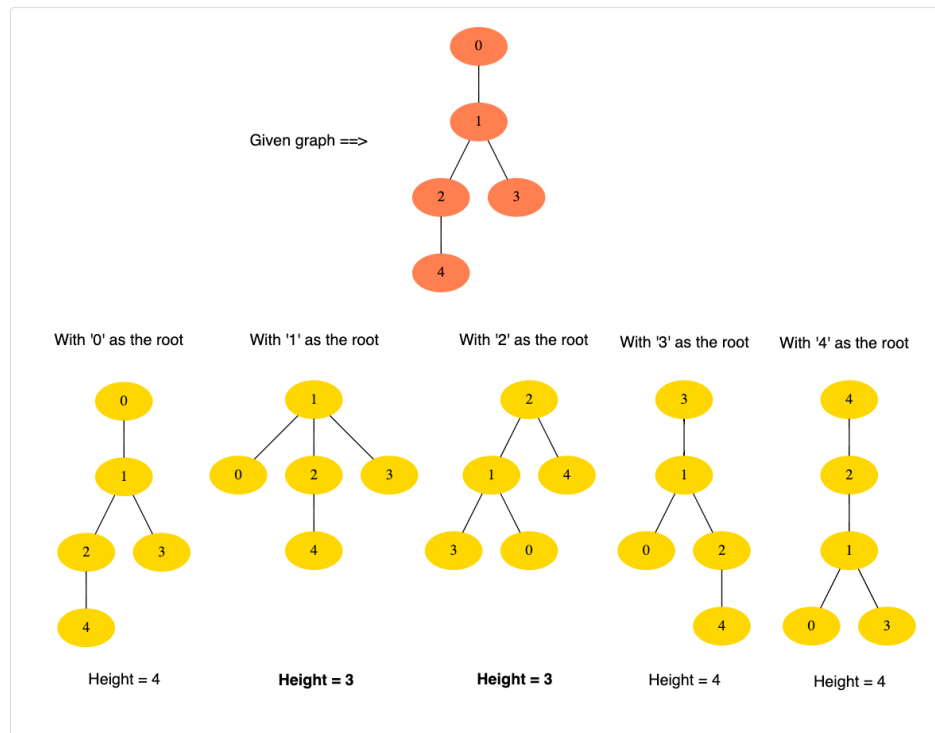 0
Given graph ==>
1
2 3
4
With '0' as the root With '1' as the root With '2' as the root With '3' as the root With '4' as the root
0 1 2 3 4
1 0 2 3 1 4 1 2
2 3 4 3 0 0 2 1
4 4 0 3
Height = 4 Height = 3 Height = 3 Height = 4 Height = 4